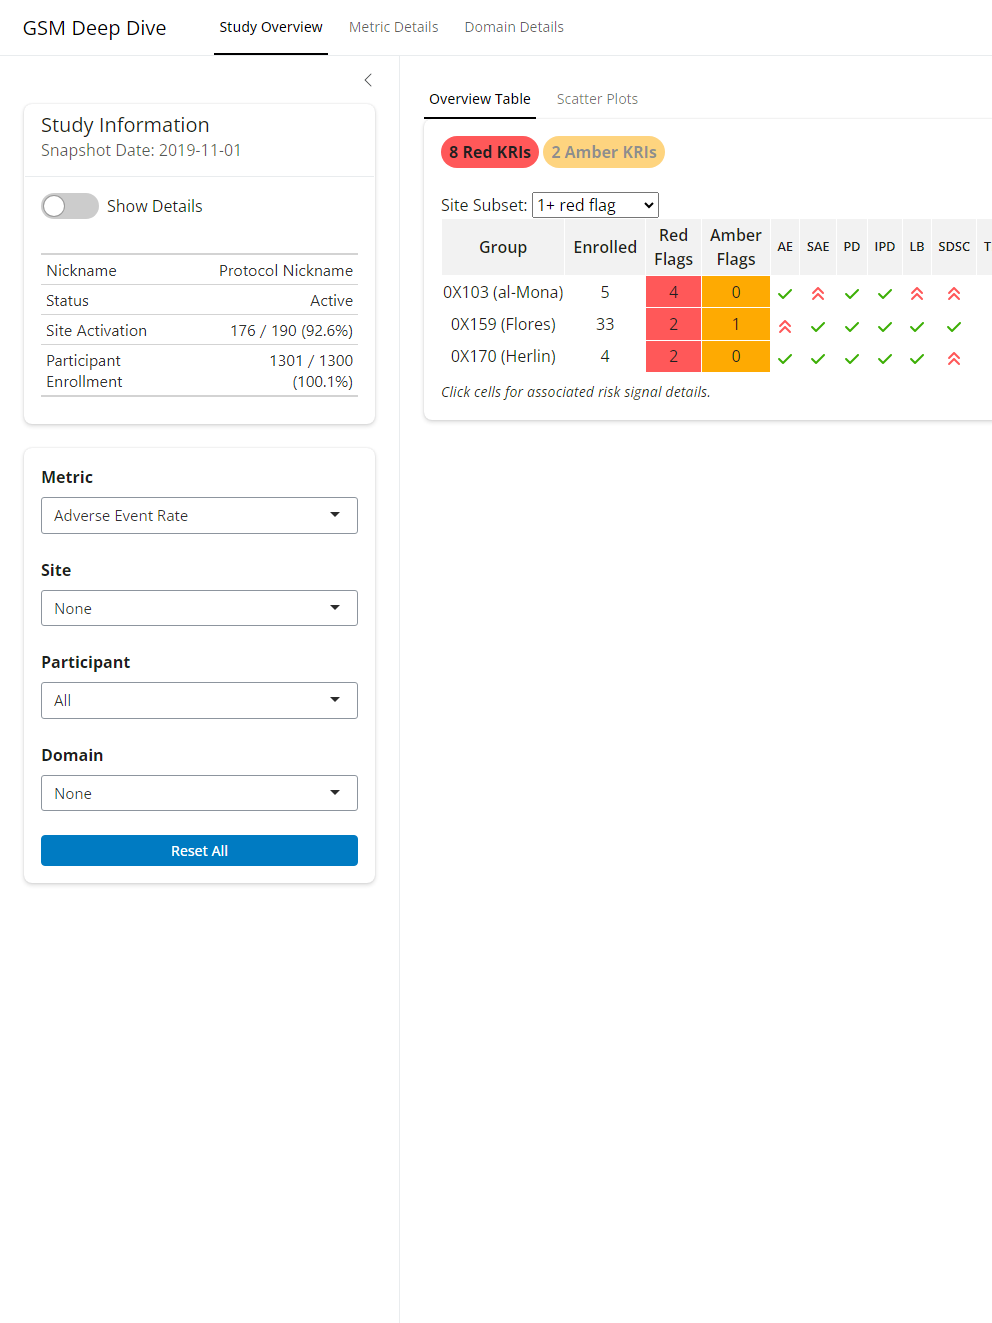 GSM Deep Dive
Study Overview
Metric Details
Domain Details
Study Information
Snapshot Date: 2019-11-01
Show Details
Nickname Protocol Nickname
Status Active
Site Activation 176 / 190 (92.6%)
Participant Enrollment 1301 / 1300 (100.1%)
Metric
Adverse Event Rate
Site
None
Participant
All
Domain
None
Reset All
Overview Table
Scatter Plots
8 Red KRIs
2 Amber KRIs
Site Subset: 1+ red flag
Group Enrolled Red Flags Amber Flags AE SAE PD IPD LB SDSC T
0X103 (al-Mona) 5 4 0
0X159 (Flores) 33 2 1
0X170 (Herlin) 4 2 0
Click cells for associated risk signal details.